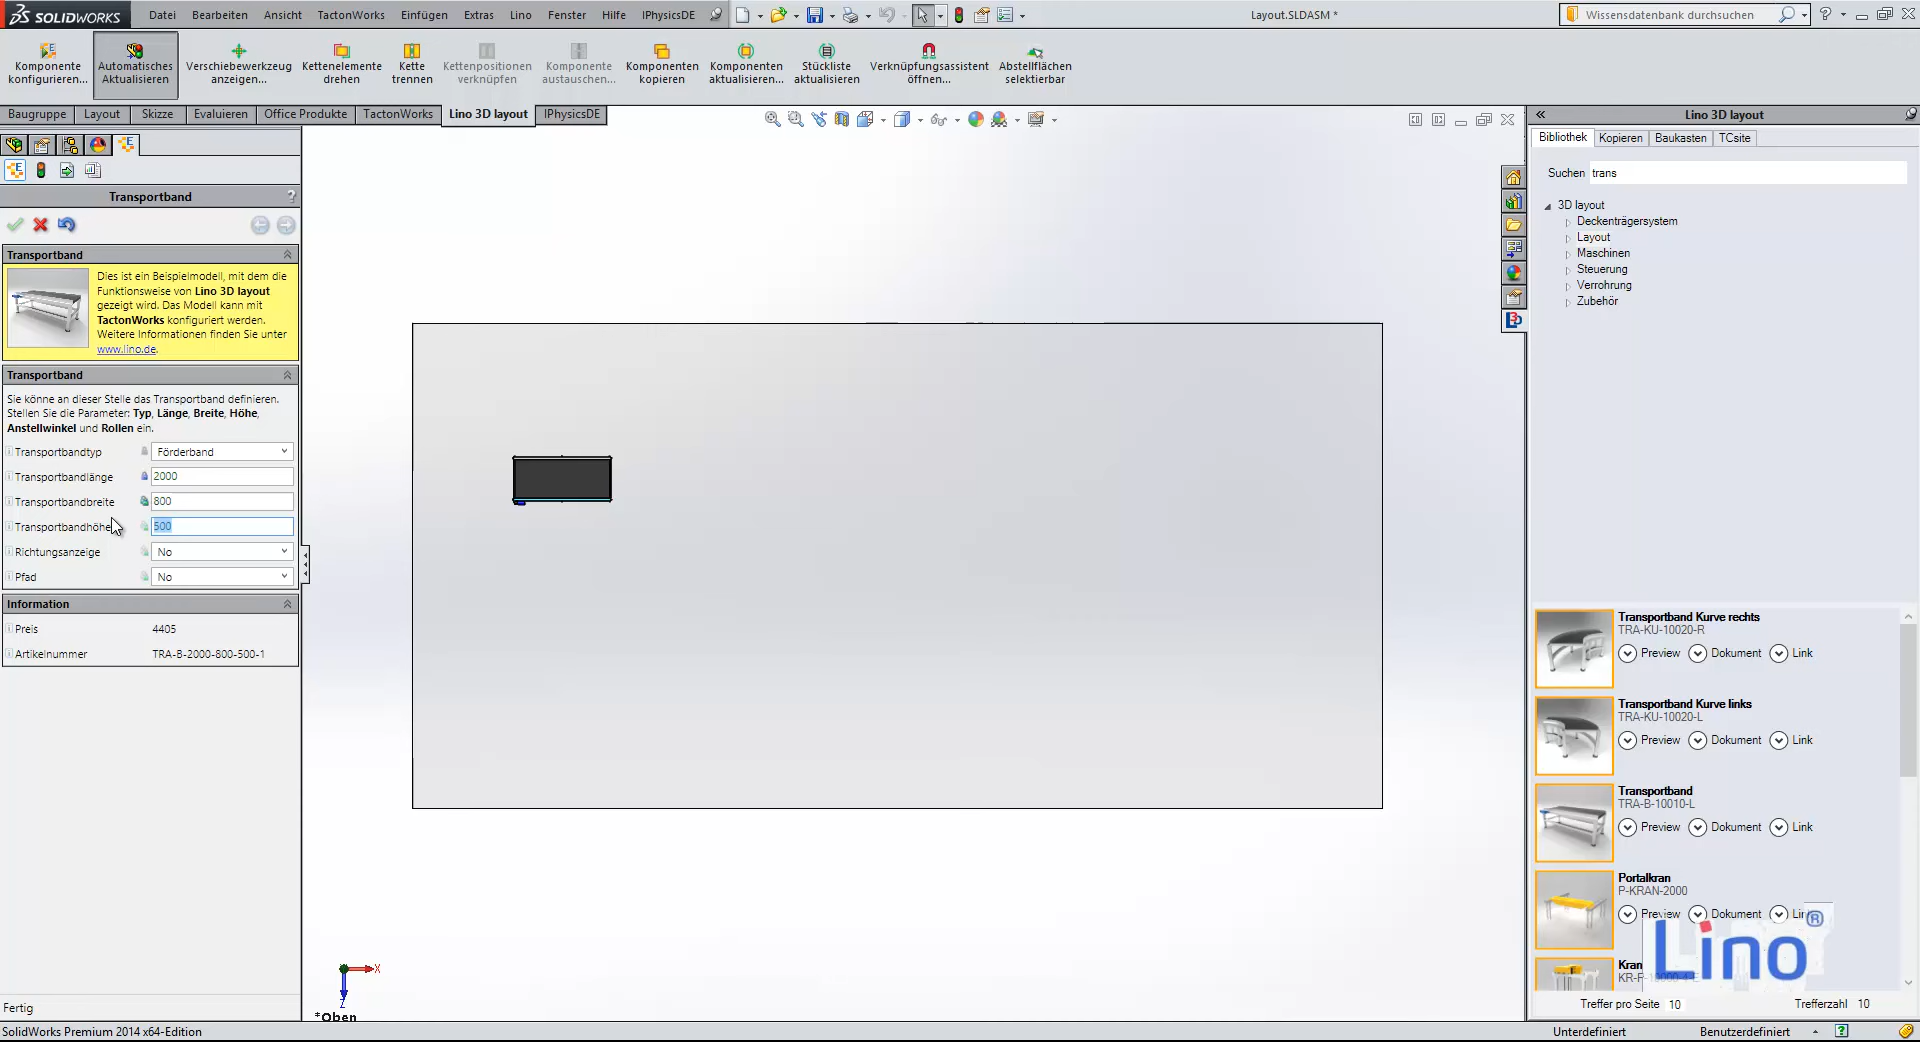 SOLIDWORKS
Datei Bearbeiten Ansicht TactonWorks Einfügen Extras Lino Fenster Hilfe IPhysicsDE
Layout.SLDASM *
Wissensdatenbank durchsuchen
Komponente konfigurieren...
Automatisches Aktualisieren
Verschiebewerkzeug anzeigen...
Kettenelemente drehen
Kette trennen
Kettenpositionen verknüpfen
Komponente austauschen...
Komponenten kopieren
Komponenten aktualisieren...
Stückliste aktualisieren
Verknüpfungsassistent öffnen...
Abstellflächen selektierbar
Baugruppe Layout Skizze Evaluieren Office Produkte TactonWorks Lino 3D layout IPhysicsDE
Transportband ?
Transportband
Dies ist ein Beispielmodell, mit dem die
Funktionsweise von Lino 3D layout
gezeigt wird. Das Modell kann mit
TactonWorks konfiguriert werden.
Weitere Informationen finden Sie unter
www.lino.de.
Transportband
Sie könne an dieser Stelle das Transportband definieren.
Stellen Sie die Parameter: Typ, Länge, Breite, Höhe,
Anstellwinkel und Rollen ein.
Transportbandtyp Förderband
Transportbandlänge 2000
Transportbandbreite 800
Transportbandhöhe 500
Richtungsanzeige No
Pfad No
Information
Preis 4405
Artikelnummer TRA-B-2000-800-500-1
Fertig
SolidWorks Premium 2014 x64-Edition
X
Z
*Oben
Lino 3D layout
Bibliothek Kopieren Baukasten TCsite
Suchen trans
3D layout
Deckenträgersystem
Layout
Maschinen
Steuerung
Verrohrung
Zubehör
Transportband Kurve rechts
TRA-KU-10020-R
Preview Dokument Link
Transportband Kurve links
TRA-KU-10020-L
Preview Dokument Link
Transportband
TRA-B-10010-L
Preview Dokument Link
Portalkran
P-KRAN-2000
Preview Dokument
Lino®
Treffer pro Seite 10 Trefferzahl 10
Unterdefiniert Benutzerdefiniert